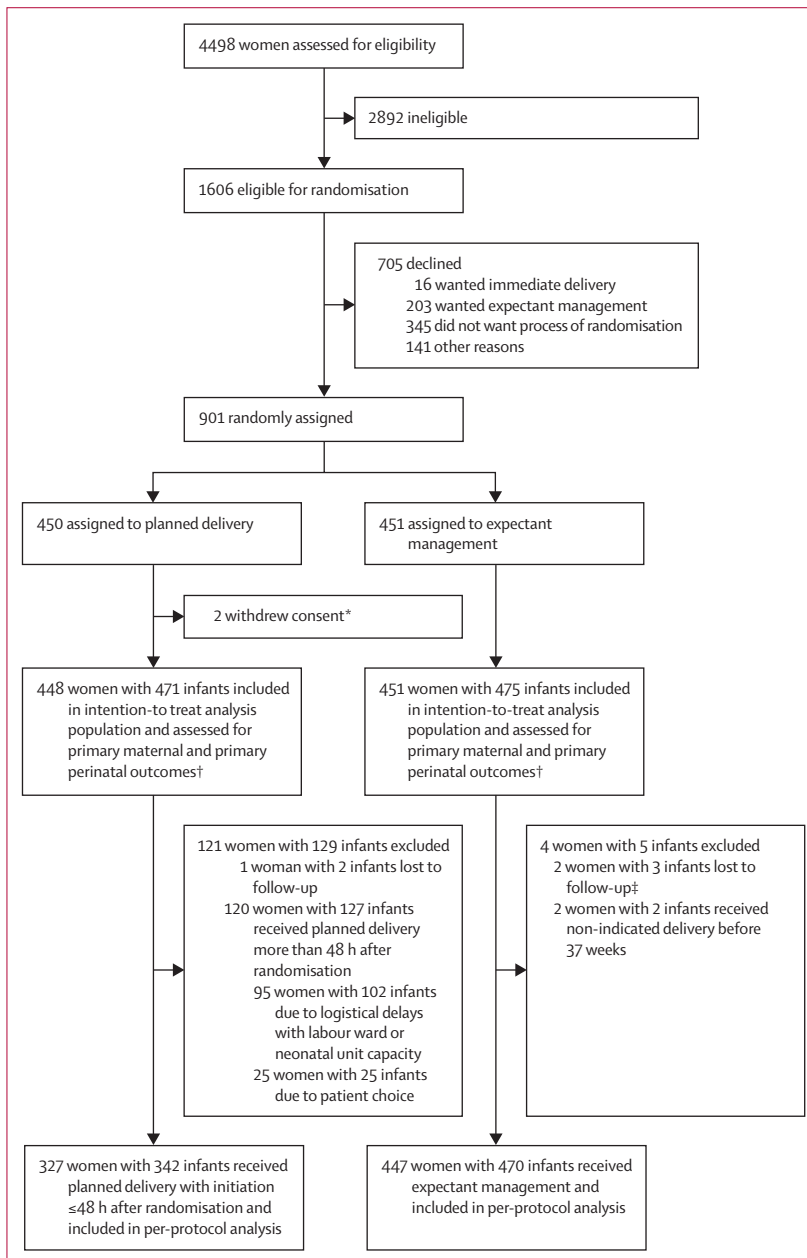 4498 women assessed for eligibility
2892 ineligible
1606 eligible for randomisation
705 declined
16 wanted immediate delivery
203 wanted expectant management
345 did not want process of randomisation
141 other reasons
901 randomly assigned
450 assigned to planned delivery
451 assigned to expectant
management
2 withdrew consent*
448 women with 471 infants included
in intention-to treat analysis
population and assessed for
primary maternal and primary
perinatal outcomes†
451 women with 475 infants included
in intention-to-treat analysis
population and assessed for
primary maternal and primary
perinatal outcomes†
121 women with 129 infants excluded
1 woman with 2 infants lost to
follow-up
120 women with 127 infants
received planned delivery
more than 48 h after
randomisation
95 women with 102 infants
due to logistical delays
with labour ward or
neonatal unit capacity
25 women with 25 infants
due to patient choice
4 women with 5 infants excluded
2 women with 3 infants lost to
follow-up‡
2 women with 2 infants received
non-indicated delivery before
37 weeks
327 women with 342 infants received
planned delivery with initiation
≤48 h after randomisation and
included in per-protocol analysis
447 women with 470 infants received
expectant management and
included in per-protocol analysis